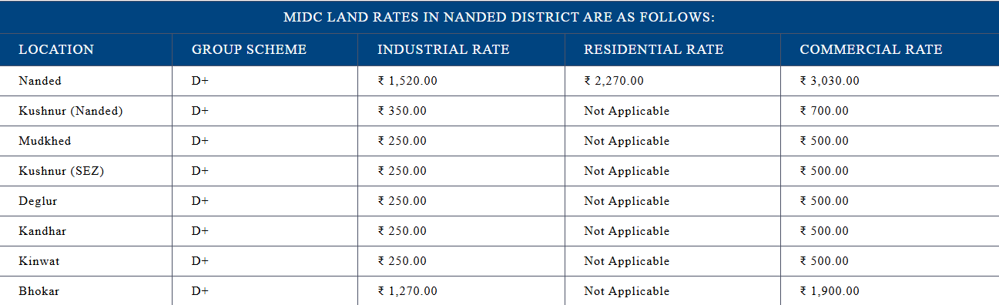 MIDC LAND RATES IN NANDED DISTRICT ARE AS FOLLOWS:
LOCATION GROUP SCHEME INDUSTRIAL RATE RESIDENTIAL RATE COMMERCIAL RATE
Nanded D+ ₹ 1,520.00 ₹ 2,270.00 ₹ 3,030.00
Kushnur (Nanded) D+ ₹ 350.00 Not Applicable ₹ 700.00
Mudkhed D+ ₹ 250.00 Not Applicable ₹ 500.00
Kushnur (SEZ) D+ ₹ 250.00 Not Applicable ₹ 500.00
Deglur D+ ₹ 250.00 Not Applicable ₹ 500.00
Kandhar D+ ₹ 250.00 Not Applicable ₹ 500.00
Kinwat D+ ₹ 250.00 Not Applicable ₹ 500.00
Bhokar D+ ₹ 1,270.00 Not Applicable ₹ 1,900.00